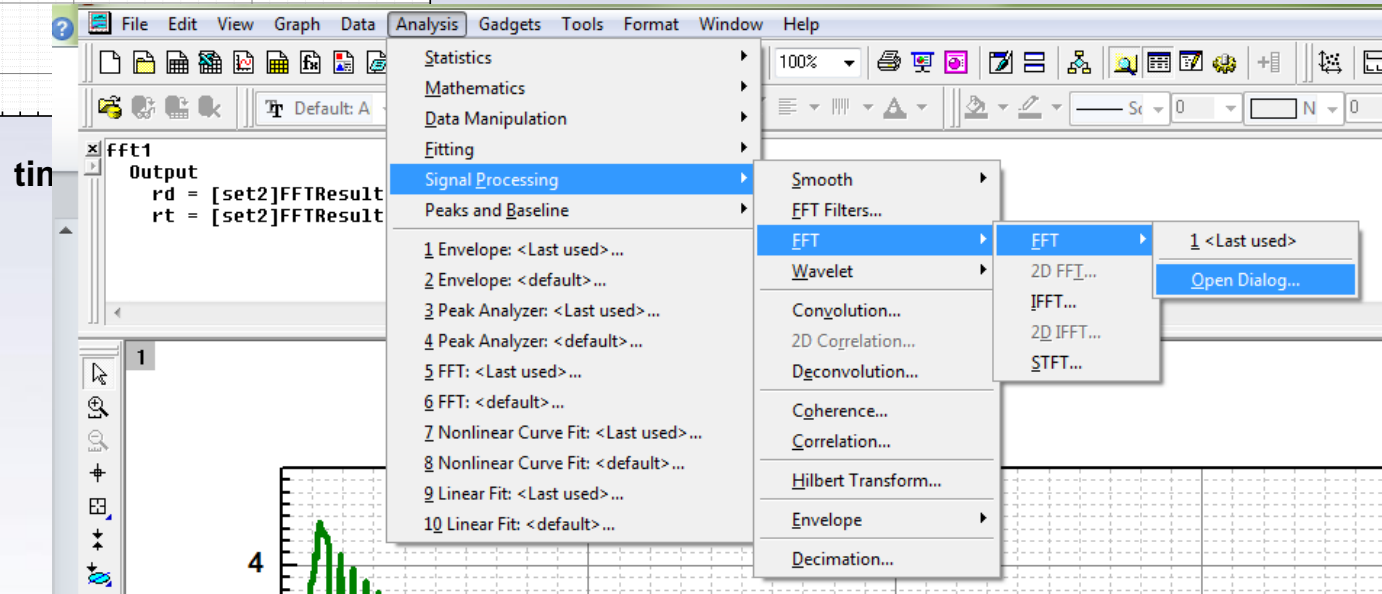 File Edit View Graph Data Analysis Gadgets Tools Format Window Help
100%
Default: A
0
N
0
fft1
Output
rd = [set2]FFTResult
rt = [set2]FFTResult
tin
1
4
Statistics
Mathematics
Data Manipulation
Fitting
Signal Processing
Peaks and Baseline
1 Envelope: <Last used>...
2 Envelope: <default>...
3 Peak Analyzer: <Last used>...
4 Peak Analyzer: <default>...
5 FFT: <Last used>...
6 FFT: <default>...
7 Nonlinear Curve Fit: <Last used>...
8 Nonlinear Curve Fit: <default>...
9 Linear Fit: <Last used>...
10 Linear Fit: <default>...
Smooth
FFT Filters...
FFT
Wavelet
Convolution...
2D Correlation...
Deconvolution...
Coherence...
Correlation...
Hilbert Transform...
Envelope
Decimation...
FFT
2D FFT...
IFFT...
2D IFFT...
STFT...
1 <Last used>
Open Dialog...